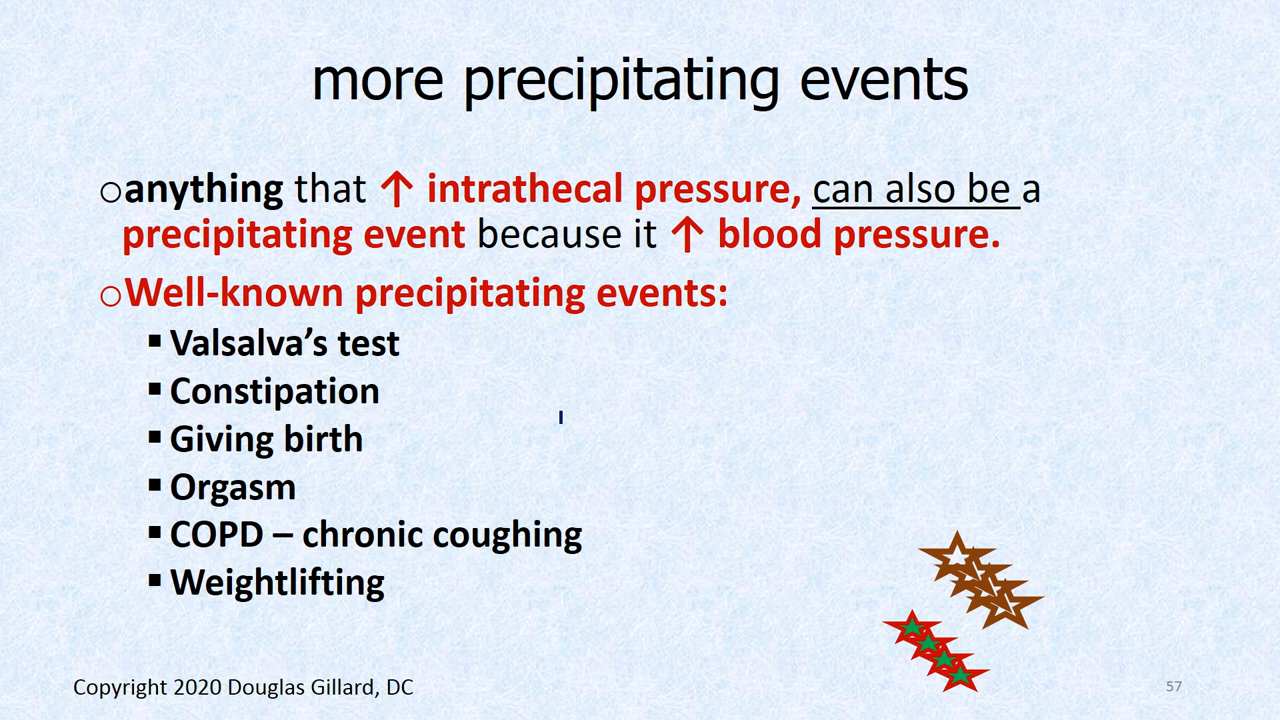 more precipitating events
○anything that ↑ intrathecal pressure, can also be a
precipitating event because it ↑ blood pressure.
○Well-known precipitating events:
▪ Valsalva’s test
▪ Constipation
▪ Giving birth
▪ Orgasm
▪ COPD – chronic coughing
▪ Weightlifting
Copyright 2020 Douglas Gillard, DC
57